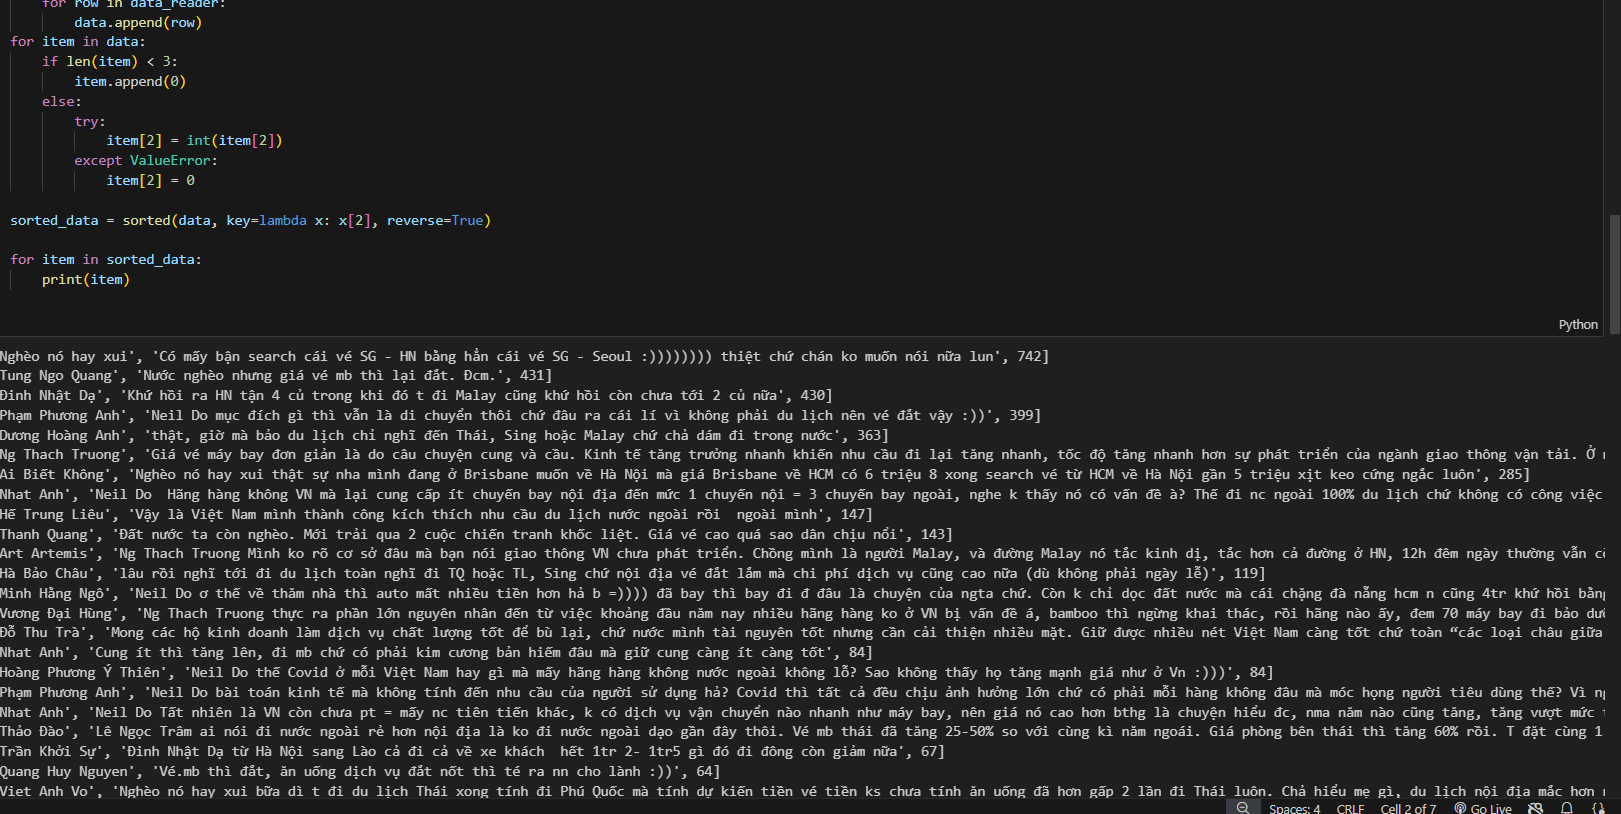 for row in data_reader:
data.append(row)
for item in data:
if len(item) < 3:
item.append(0)
else:
try:
item[2] = int(item[2])
except ValueError:
item[2] = 0
sorted_data = sorted(data, key=lambda x: x[2], reverse=True)
for item in sorted_data:
print(item)
Python
Nghèo nó hay xui', 'Có mấy bận search cái vé SG - HN bằng hẳn cái vé SG - Seoul :)))))))) thiệt chứ chán ko muốn nói nữa lun', 742]
Tung Ngo Quang', 'Nước nghèo nhưng giá vé mb thì lại đắt. Đcm.', 431]
Đinh Nhật Dạ', 'Khứ hồi ra HN tận 4 củ trong khi đó t đi Malay cũng khứ hồi còn chưa tới 2 củ nữa', 430]
Phạm Phương Anh', 'Neil Do mục đích gì thì vẫn là di chuyển thôi chứ đâu ra cái lí vì không phải du lịch nên vé đắt vậy :))', 399]
Dương Hoàng Anh', 'thật, giờ mà bảo du lịch chỉ nghĩ đến Thái, Sing hoặc Malay chứ chả dám đi trong nước', 363]
Ng Thach Truong', 'Giá vé máy bay đơn giản là do câu chuyện cung và cầu. Kinh tế tăng trưởng nhanh khiến nhu cầu đi lại tăng nhanh, tốc độ tăng nhanh hơn sự phát triển của ngành giao thông vận tải. Ở
Ai Biết Không', 'Nghèo nó hay xui thật sự nha mình đang ở Brisbane muốn về Hà Nội mà giá Brisbane về HCM có 6 triệu 8 xong search vé từ HCM về Hà Nội gần 5 triệu xịt keo cứng ngắc luôn', 285]
Nhat Anh', 'Neil Do  Hãng hàng không VN mà lại cung cấp ít chuyến bay nội địa đến mức 1 chuyến nội = 3 chuyến bay ngoài, nghe k thấy nó có vấn đề à? Thế đi nc ngoài 100% du lịch chứ không có công việc
Hế Trung Liêu', 'Vậy là Việt Nam mình thành công kích thích nhu cầu du lịch nước ngoài rồi  ngoài mình', 147]
Thanh Quang', 'Đất nước ta còn nghèo. Mới trải qua 2 cuộc chiến tranh khốc liệt. Giá vé cao quá sao dân chịu nổi', 143]
Art Artemis', 'Ng Thach Truong Mình ko rõ cơ sở đâu mà bạn nói giao thông VN chưa phát triển. Chồng mình là người Malay, và đường Malay nó tắc kinh dị, tắc hơn cả đường ở HN, 12h đêm ngày thường vẫn
Hà Bảo Châu', 'lâu rồi nghĩ tới đi du lịch toàn nghĩ đi TQ hoặc TL, Sing chứ nội địa vé đắt lắm mà chi phí dịch vụ cũng cao nữa (dù không phải ngày lễ)', 119]
Minh Hằng Ngô', 'Neil Do ơ thế về thăm nhà thì auto mất nhiều tiền hơn hả b =)))) đã bay thì bay đi đ đâu là chuyện của ngta chứ. Còn k chỉ dọc đất nước mà cái chặng đà nẵng hcm n cũng 4tr khứ hồi bằng
Vương Đại Hùng', 'Ng Thach Truong thực ra phần lớn nguyên nhân đến từ việc khoảng đầu năm nay nhiều hãng hàng ko ở VN bị vấn đề á, bamboo thì ngừng khai thác, rồi hãng nào ấy, đem 70 máy bay đi bảo
Đỗ Thu Trà', 'Mong các hộ kinh doanh làm dịch vụ chất lượng tốt để bù lại, chứ nước mình tài nguyên tốt nhưng cần cải thiện nhiều mặt. Giữ được nhiều nét Việt Nam càng tốt chứ toàn “các loại châu giữa
Nhat Anh', 'Cung ít thì tăng lên, đi mb chứ có phải kim cương bản hiếm đâu mà giữ cung càng ít càng tốt', 84]
Hoàng Phương Ý Thiên', 'Neil Do thế Covid ở mỗi Việt Nam hay gì mà mấy hãng hàng không nước ngoài không lỗ? Sao không thấy họ tăng mạnh giá như ở Vn :)))', 84]
Phạm Phương Anh', 'Neil Do bài toán kinh tế mà không tính đến nhu cầu của người sử dụng hả? Covid thì tất cả đều chịu ảnh hưởng lớn chứ có phải mỗi hàng không đâu mà móc họng người tiêu dùng thế? Vì
Nhat Anh', 'Neil Do Tất nhiên là VN còn chưa pt = mấy nc tiên tiến khác, k có dịch vụ vận chuyển nào nhanh như máy bay, nên giá nó cao hơn bthg là chuyện hiểu đc, nma năm nào cũng tăng, tăng vượt mức
Thảo Đào', 'Lê Ngọc Trâm ai nói đi nước ngoài rẻ hơn nội địa là ko đi nước ngoài dạo gần đây thôi. Vé mb thái đã tăng 25-50% so với cùng kì năm ngoái. Giá phòng bên thái thì tăng 60% rồi. T đặt cùng 1
Trần Khởi Sự', 'Đinh Nhật Dạ từ Hà Nội sang Lào cả đi cả về xe khách  hết 1tr 2- 1tr5 gì đó đi đông còn giảm nữa', 67]
Quang Huy Nguyen', 'Vé.mb thì đắt, ăn uống dịch vụ đắt nốt thì té ra nn cho lành :))', 64]
Viet Anh Vo', 'Nghèo nó hay xui bữa dì t đi du lịch Thái xong tính đi Phú Quốc mà tính dự kiến tiền vé tiền ks chưa tính ăn uống đã hơn gấp 2 lần đi Thái luôn. Chả hiểu mẹ gì, du lịch nội địa mắc hơn
Spaces: 4 CRLF Cell 2 of 7 Go Live